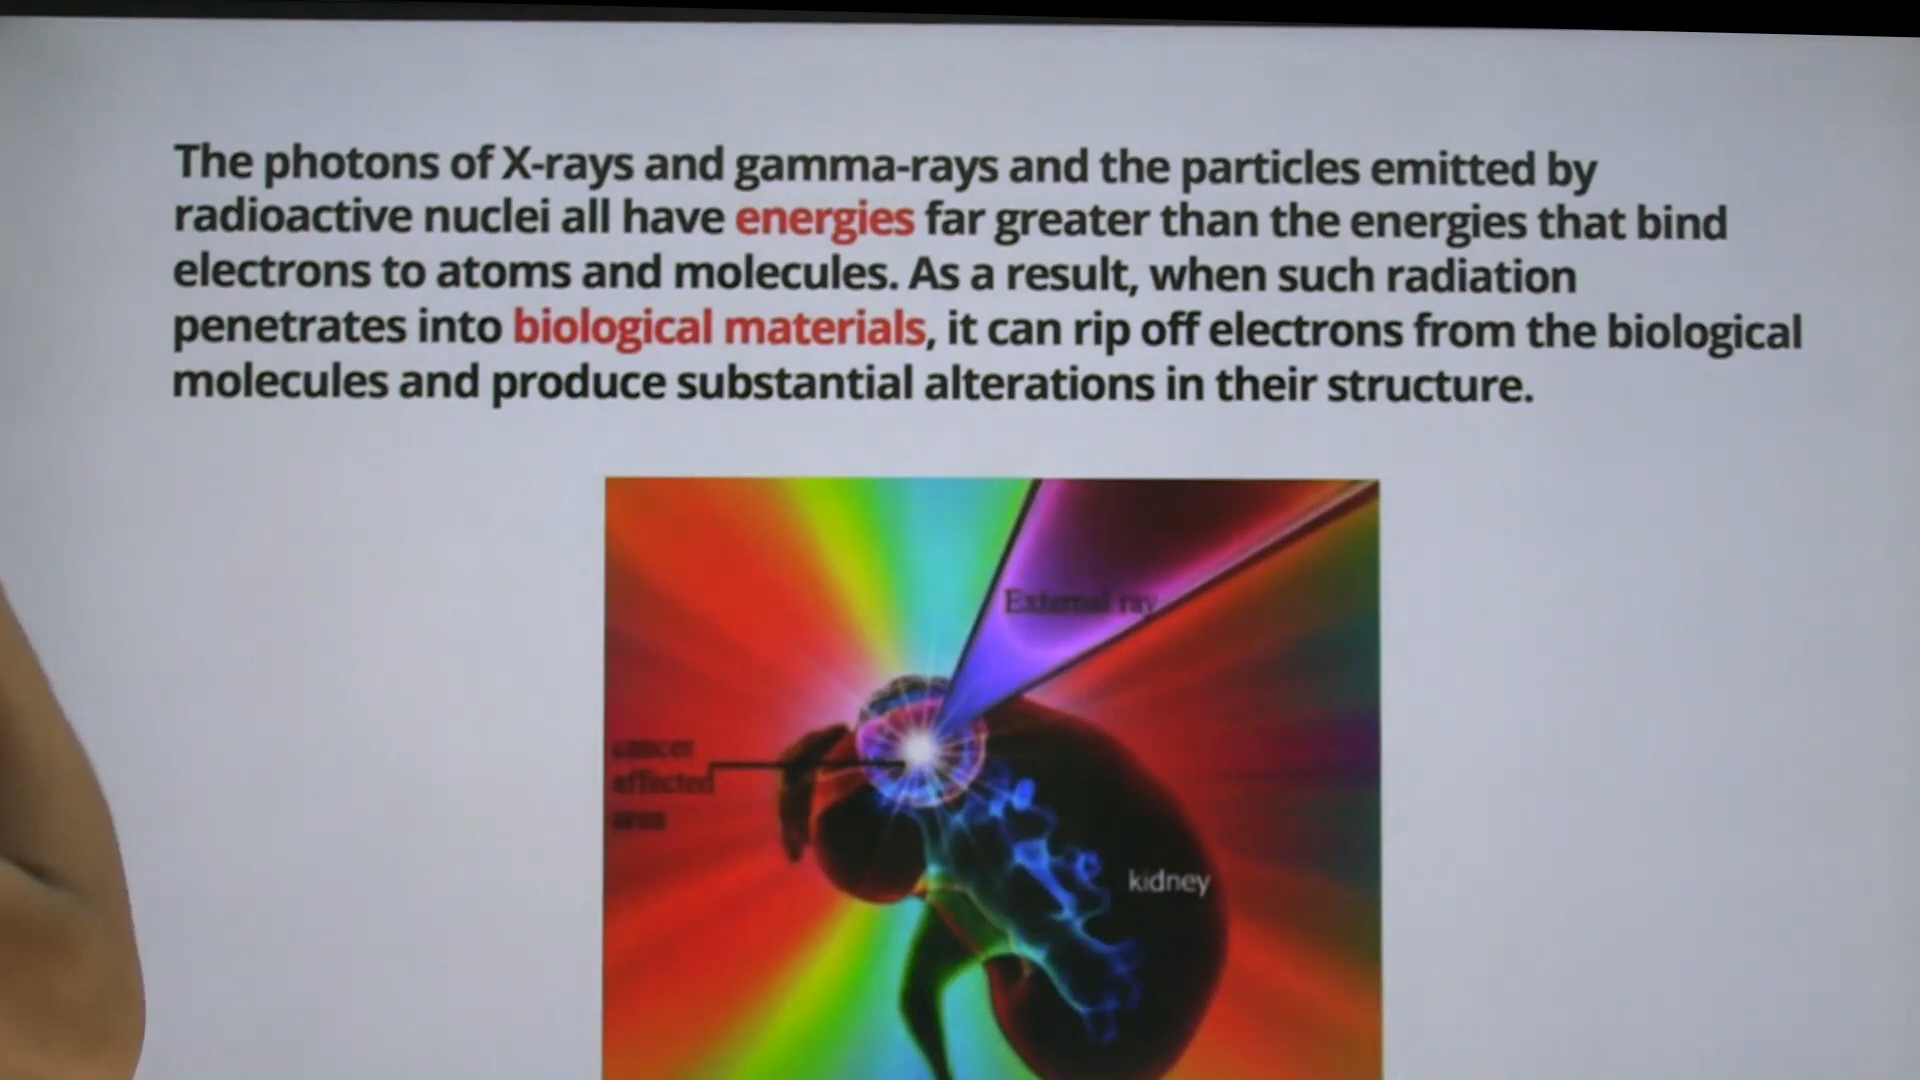 The photons of X-rays and gamma-rays and the particles emitted by
radioactive nuclei all have energies far greater than the energies that bind
electrons to atoms and molecules. As a result, when such radiation
penetrates into biological materials, it can rip off electrons from the biological
molecules and produce substantial alterations in their structure.
External ray
cancer
affected
area
kidney